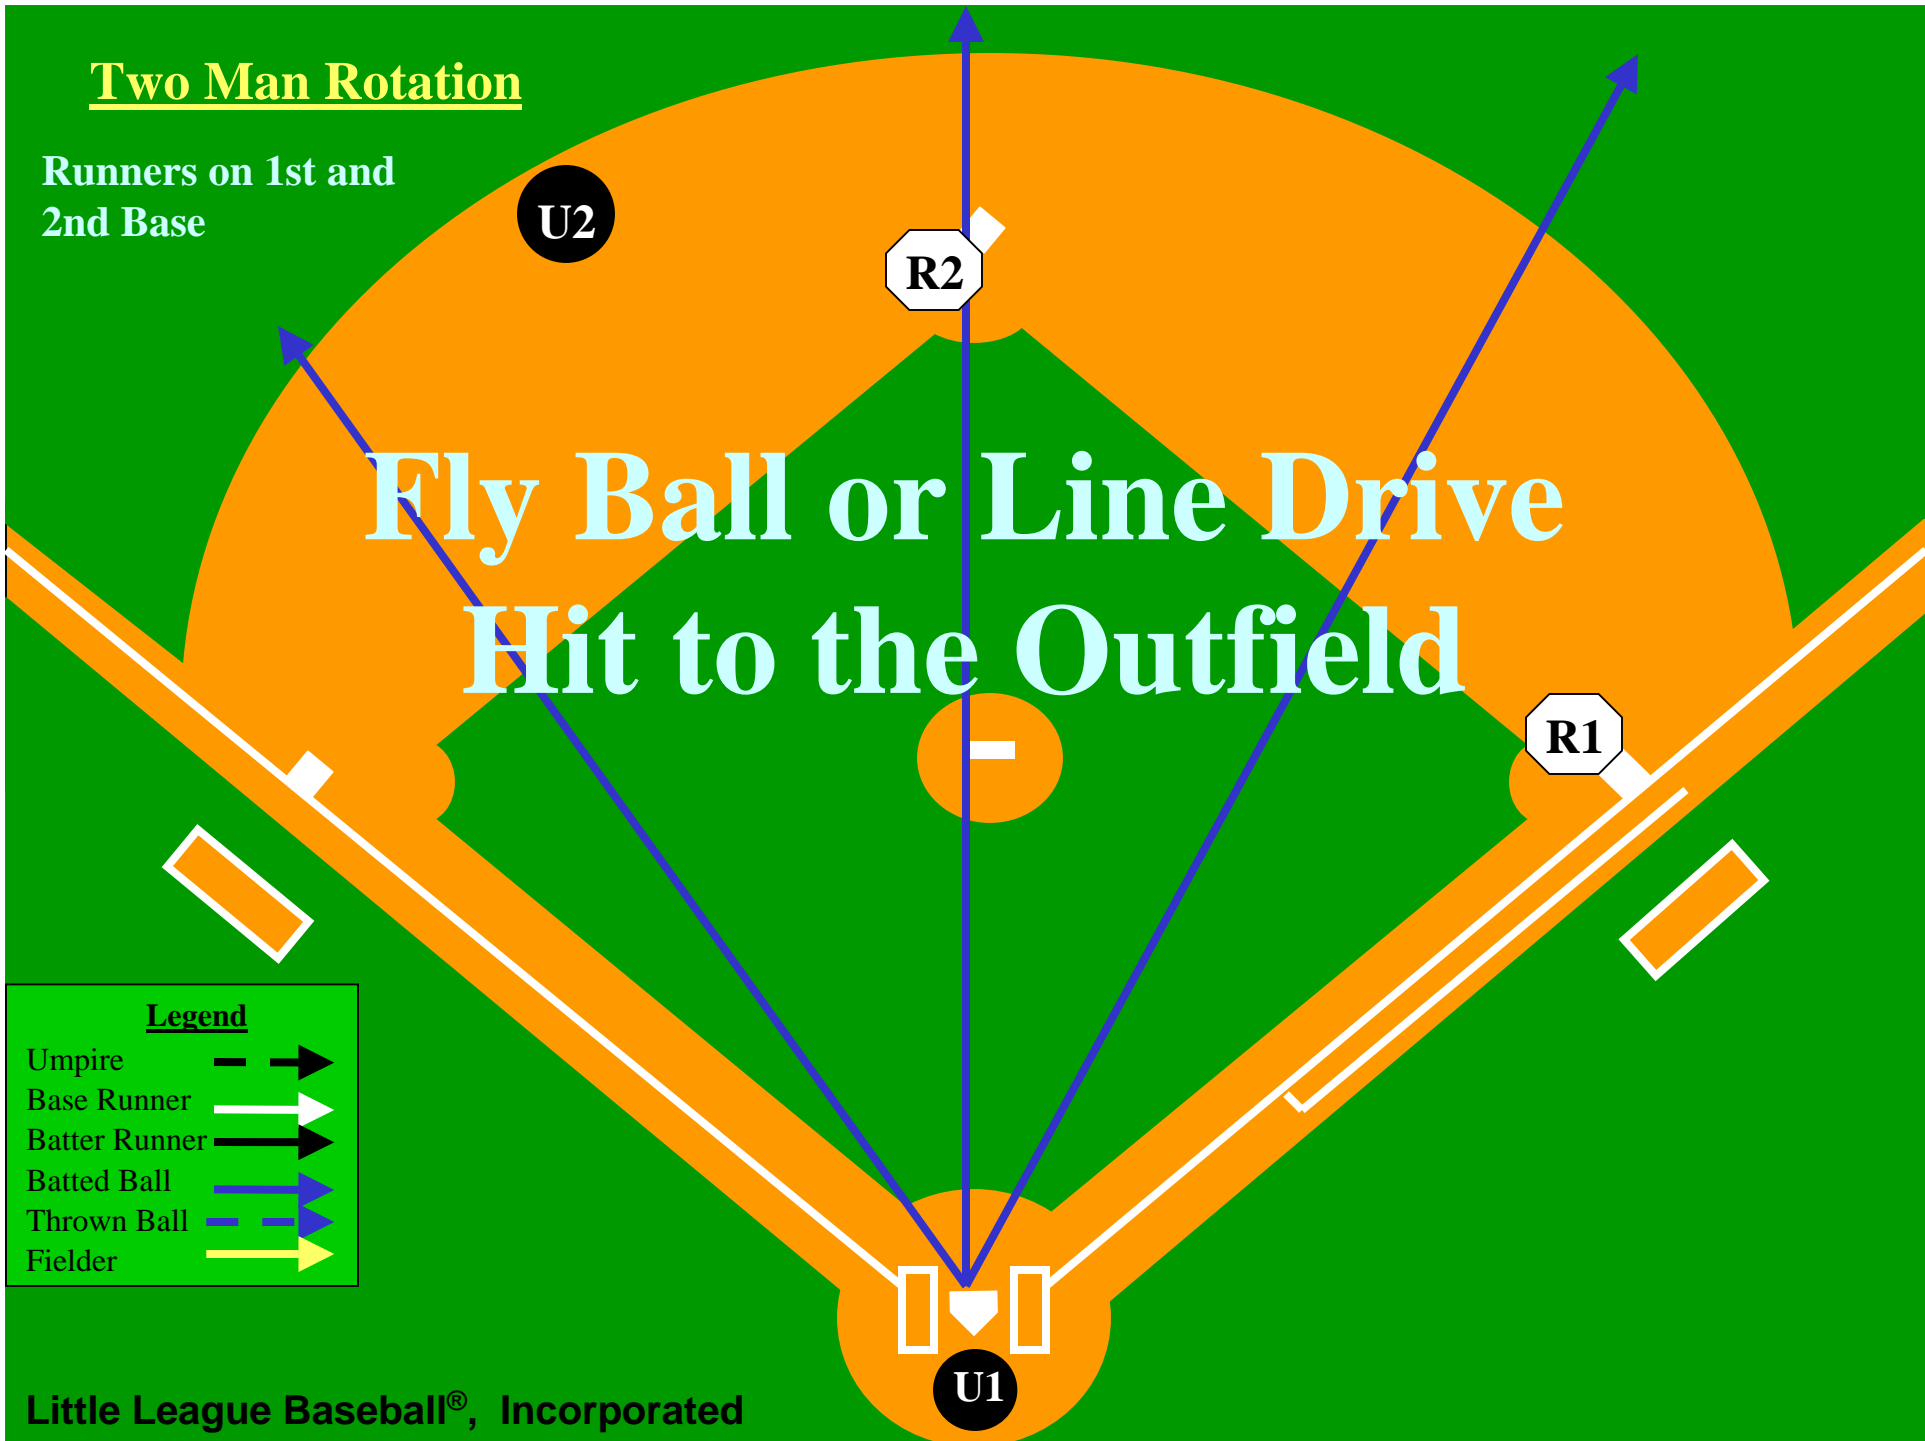 Two Man Rotation
Runners on 1st and
2nd Base
U2
R2
Fly Ball or Line Drive
Hit to the Outfield
R1
Legend
Umpire
Base Runner
Batter Runner
Batted Ball
Thrown Ball
Fielder
U1
Little League Baseball®, Incorporated